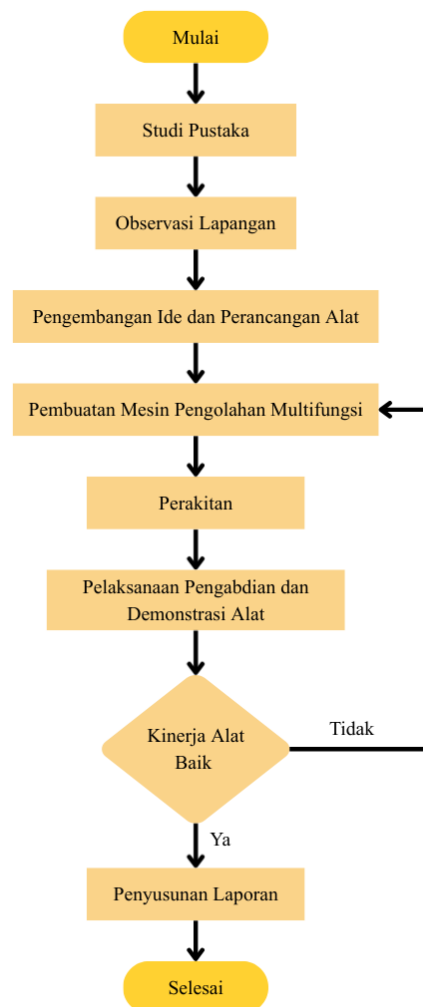 Mulai
Studi Pustaka
Observasi Lapangan
Pengembangan Ide dan Perancangan Alat
Pembuatan Mesin Pengolahan Multifungsi
Perakitan
Pelaksanaan Pengabdian dan
Demonstrasi Alat
Kinerja Alat
Baik
Tidak
Ya
Penyusunan Laporan
Selesai